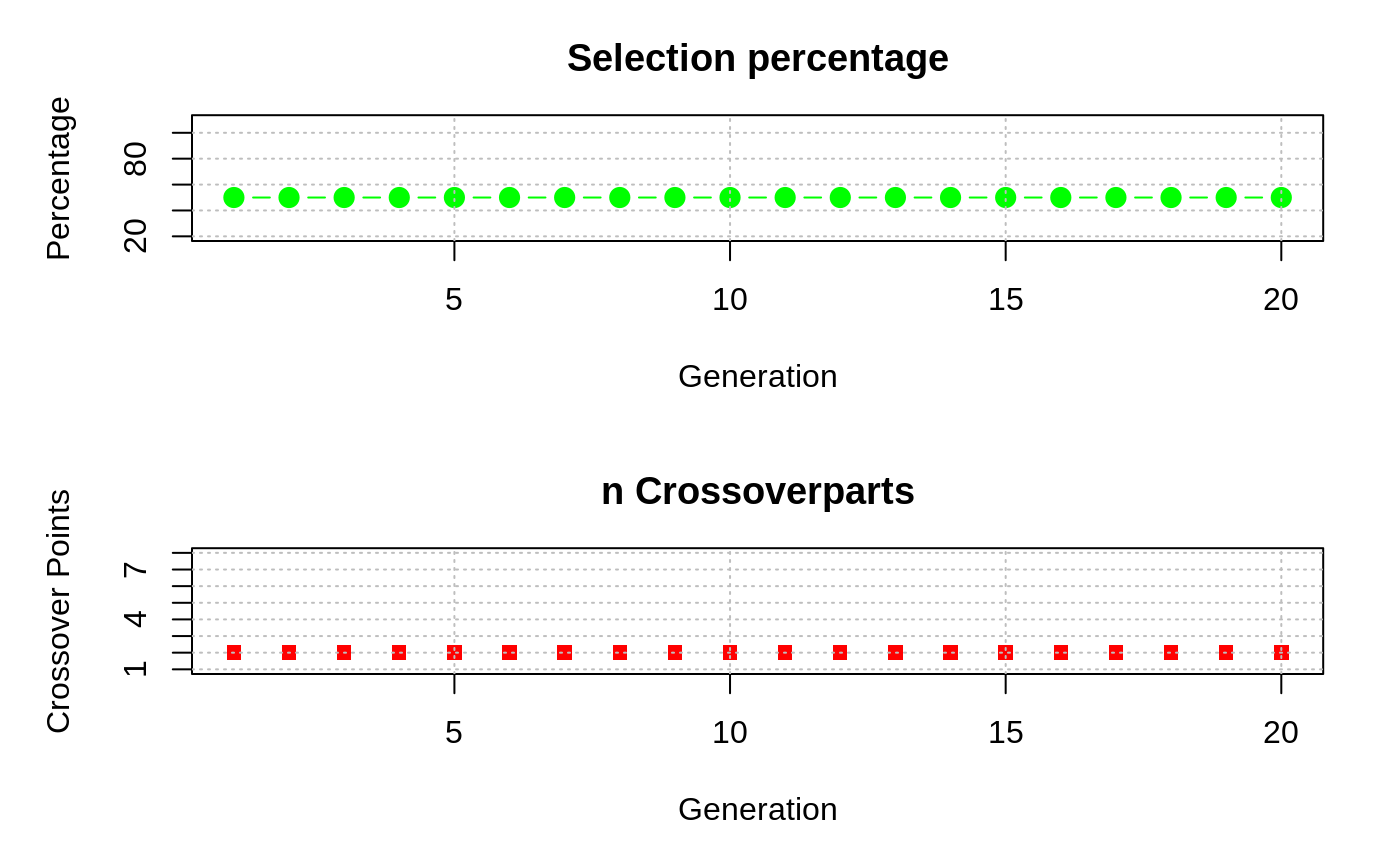 Selection percentage
Percentage
80
20
5 10 15 20
Generation
n Crossoverparts
Crossover Points
7
4
1
5 10 15 20
Generation